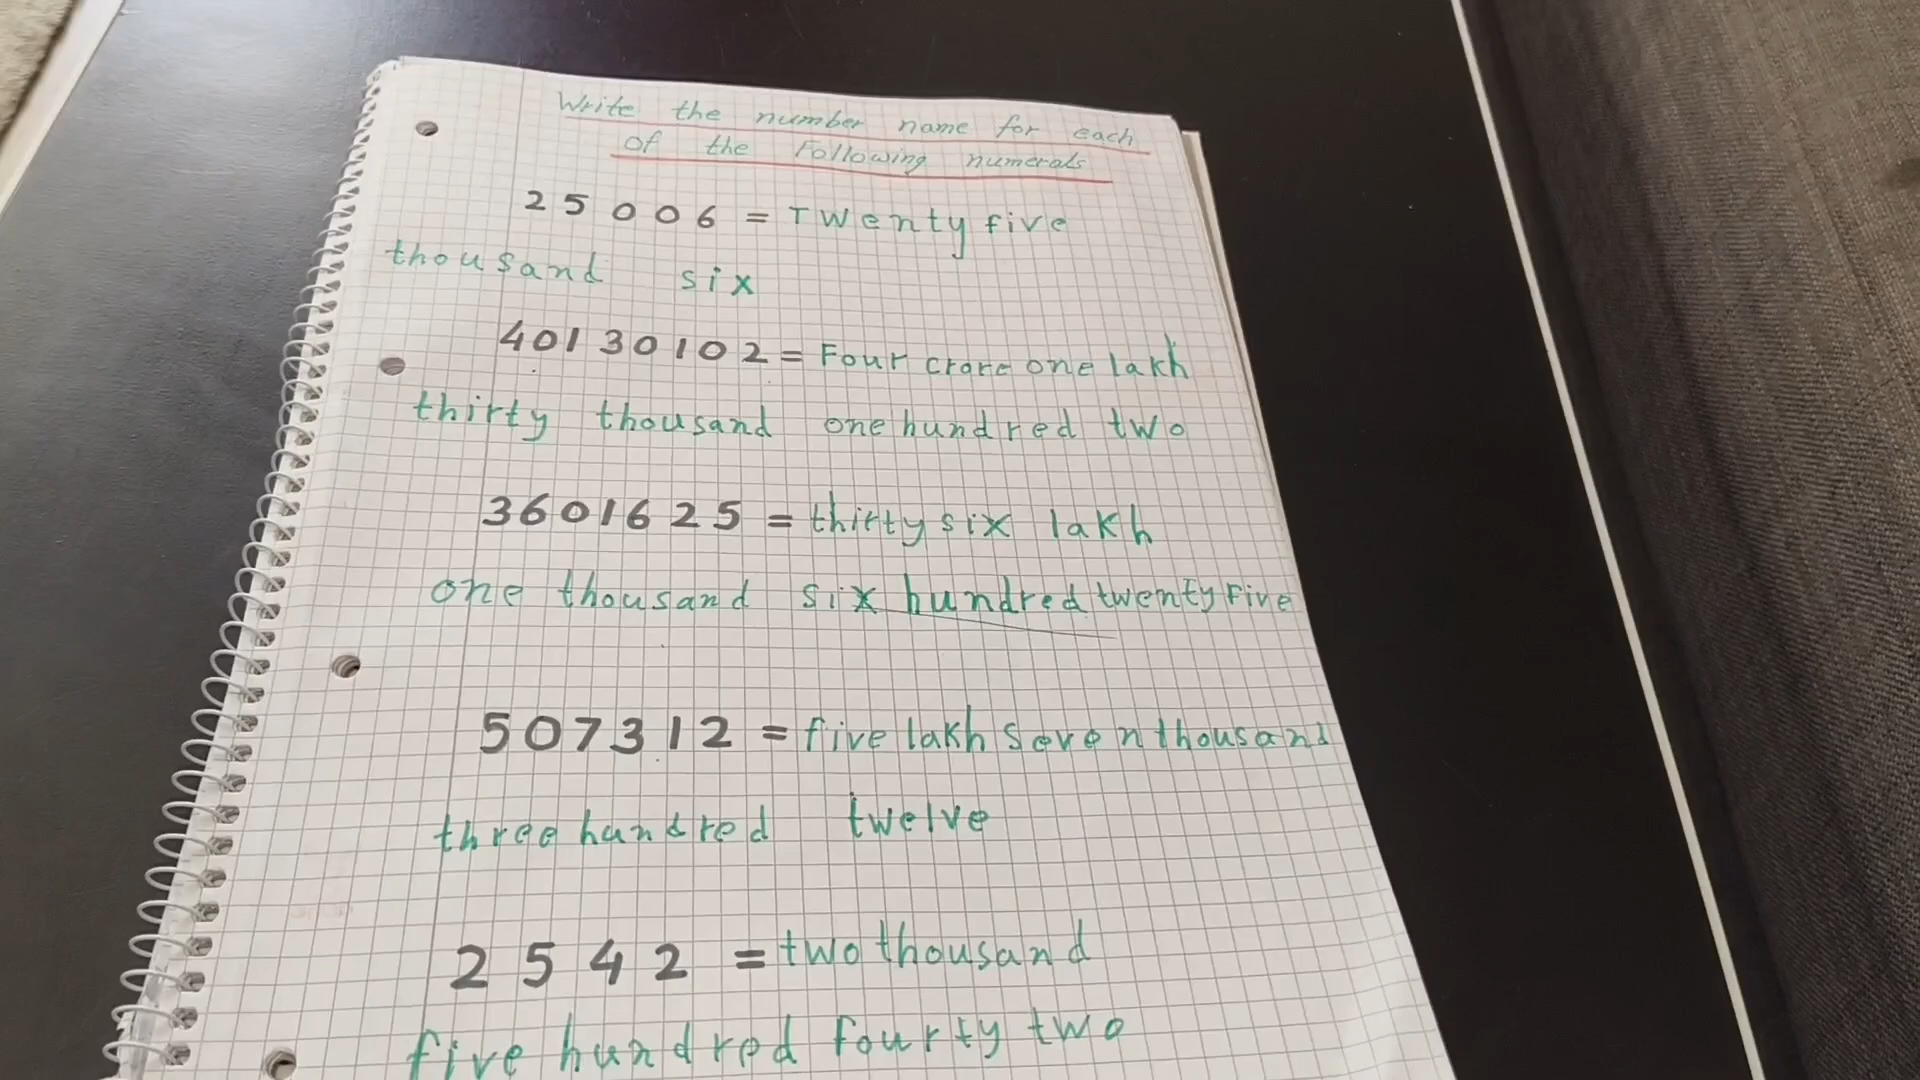 Write the number name for each
of the Following numerals
25006 = Twenty five
thousand six
40130102 = Four crore one lakh
thirty thousand one hundred two
3601625 = thirty six lakh
one thousand six hundred twenty Five
507312 = five lakh seven thousand
three hundred twelve
2542 = two thousand
five hundred fourty two